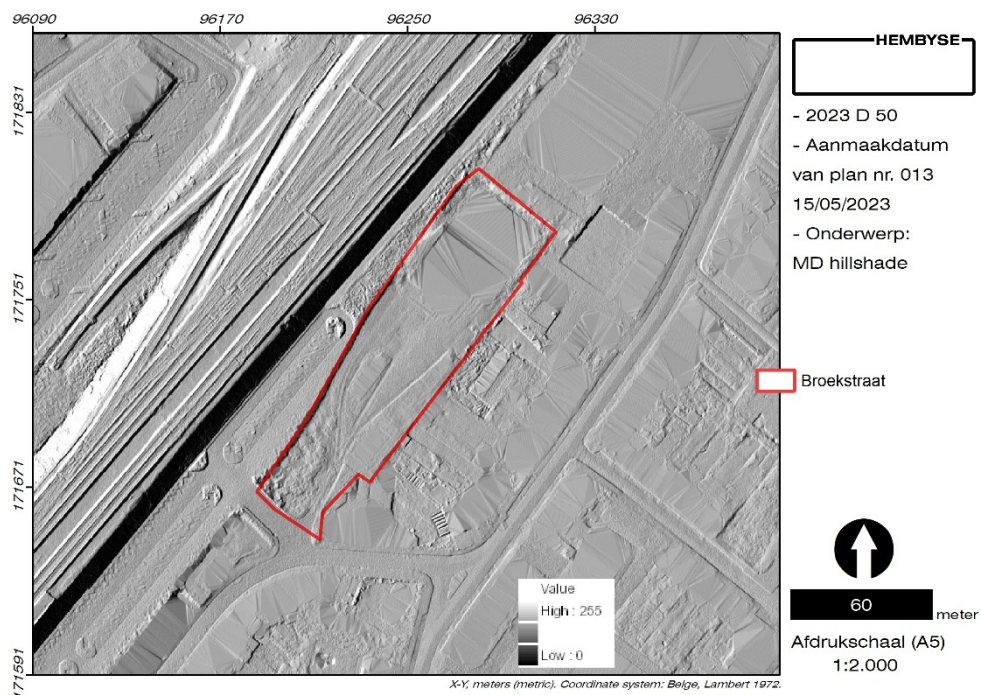 96090
96170
96250
96330
171831
171751
171671
171591
HEMBYSE
- 2023 D 50
- Aanmaakdatum
van plan nr. 013
15/05/2023
- Onderwerp:
MD hillshade
Broekstraat
Value
High : 255
Low : 0
60
meter
Afdrukschaal (A5)
1:2.000
X-Y, meters (metric). Coordinate system: Belge, Lambert 1972.